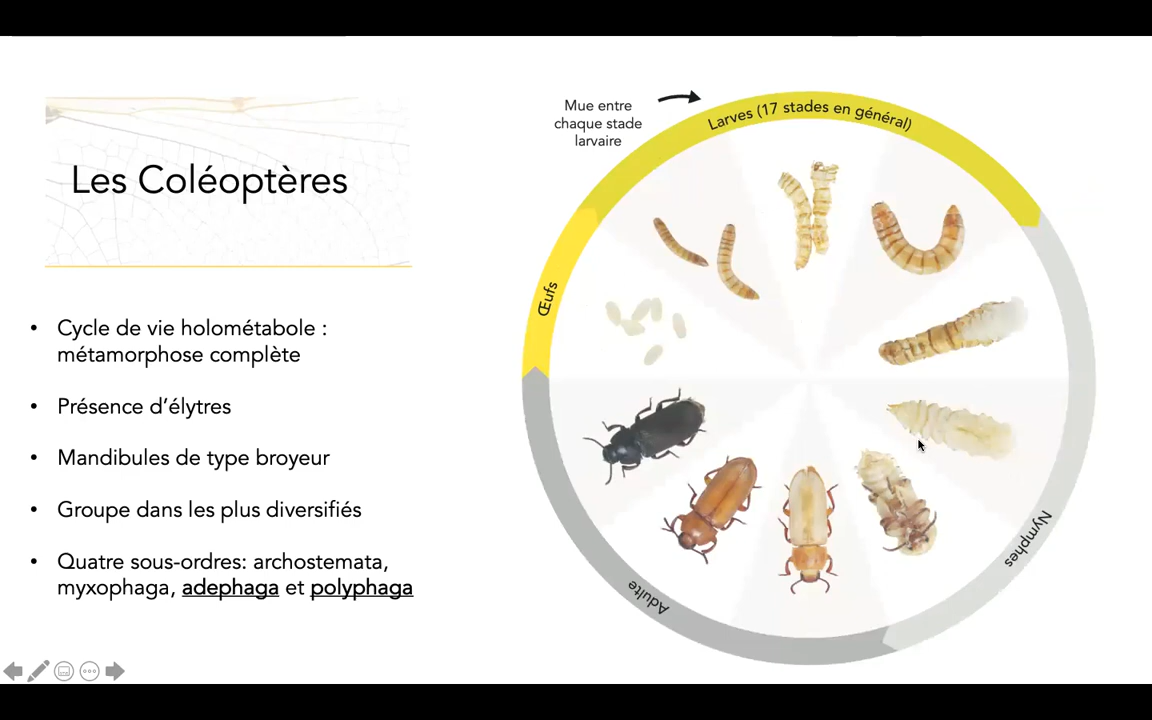 Les Coléoptères
• Cycle de vie holométabole :
métamorphose complète
• Présence d'élytres
• Mandibules de type broyeur
• Groupe dans les plus diversifiés
• Quatre sous-ordres: archostemata,
myxophaga, adephaga et polyphaga
Mue entre
chaque stade
larvaire
Larves (17 stades en général)
Œufs
Nymphes
Adulte